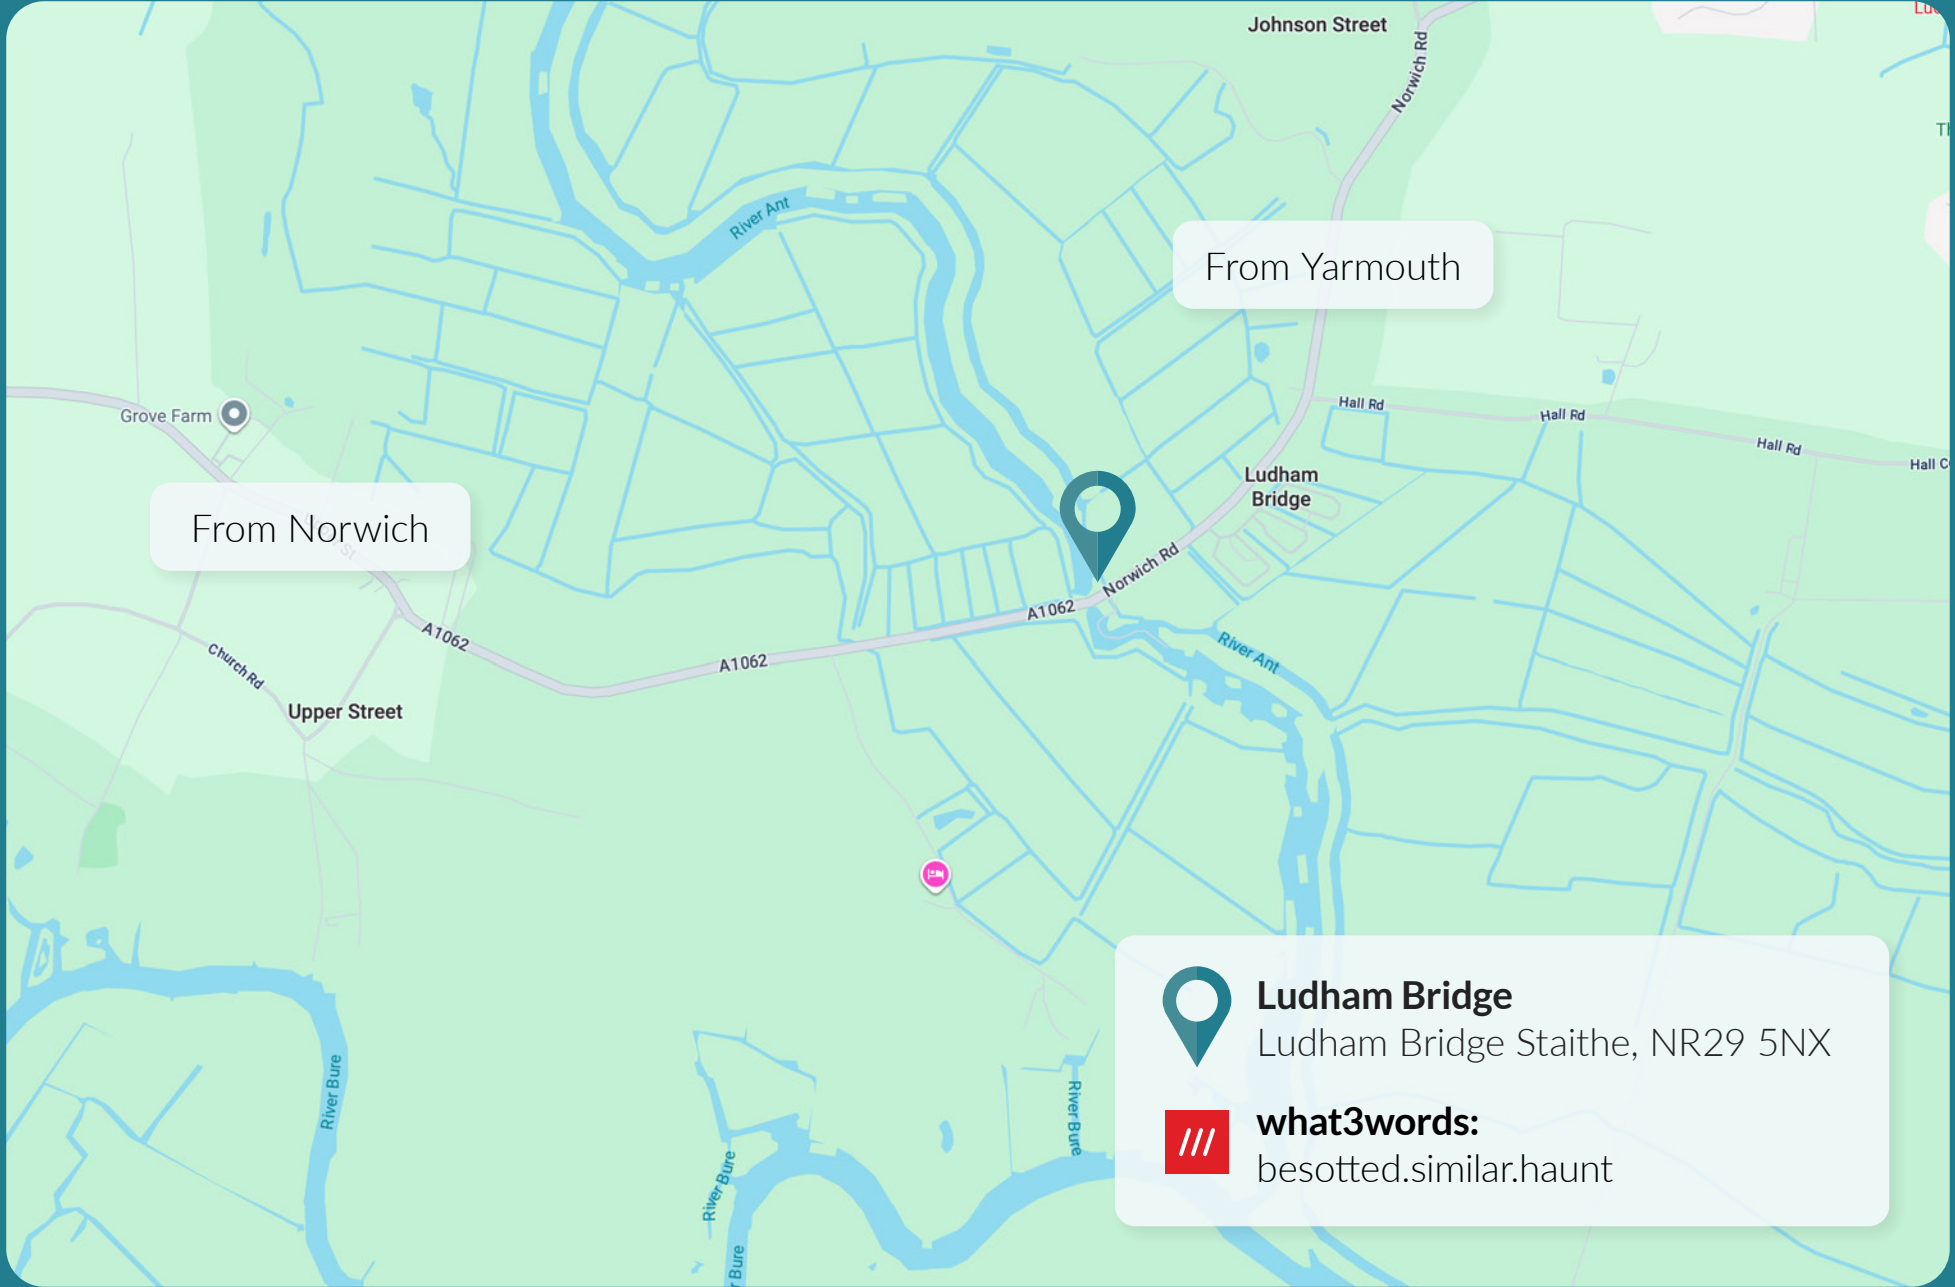 Johnson Street
Norwich Rd
River Ant
From Yarmouth
Grove Farm
Hall Rd
Hall Rd
Hall Rd
Ludham
Bridge
From Norwich
Norwich Rd
A1062
A1062
A1062
River Ant
Church Rd
Upper Street
Ludham Bridge
Ludham Bridge Staithe, NR29 5NX
what3words:
besotted.similar.haunt
River Bure
River Bure
River Bure
Bure